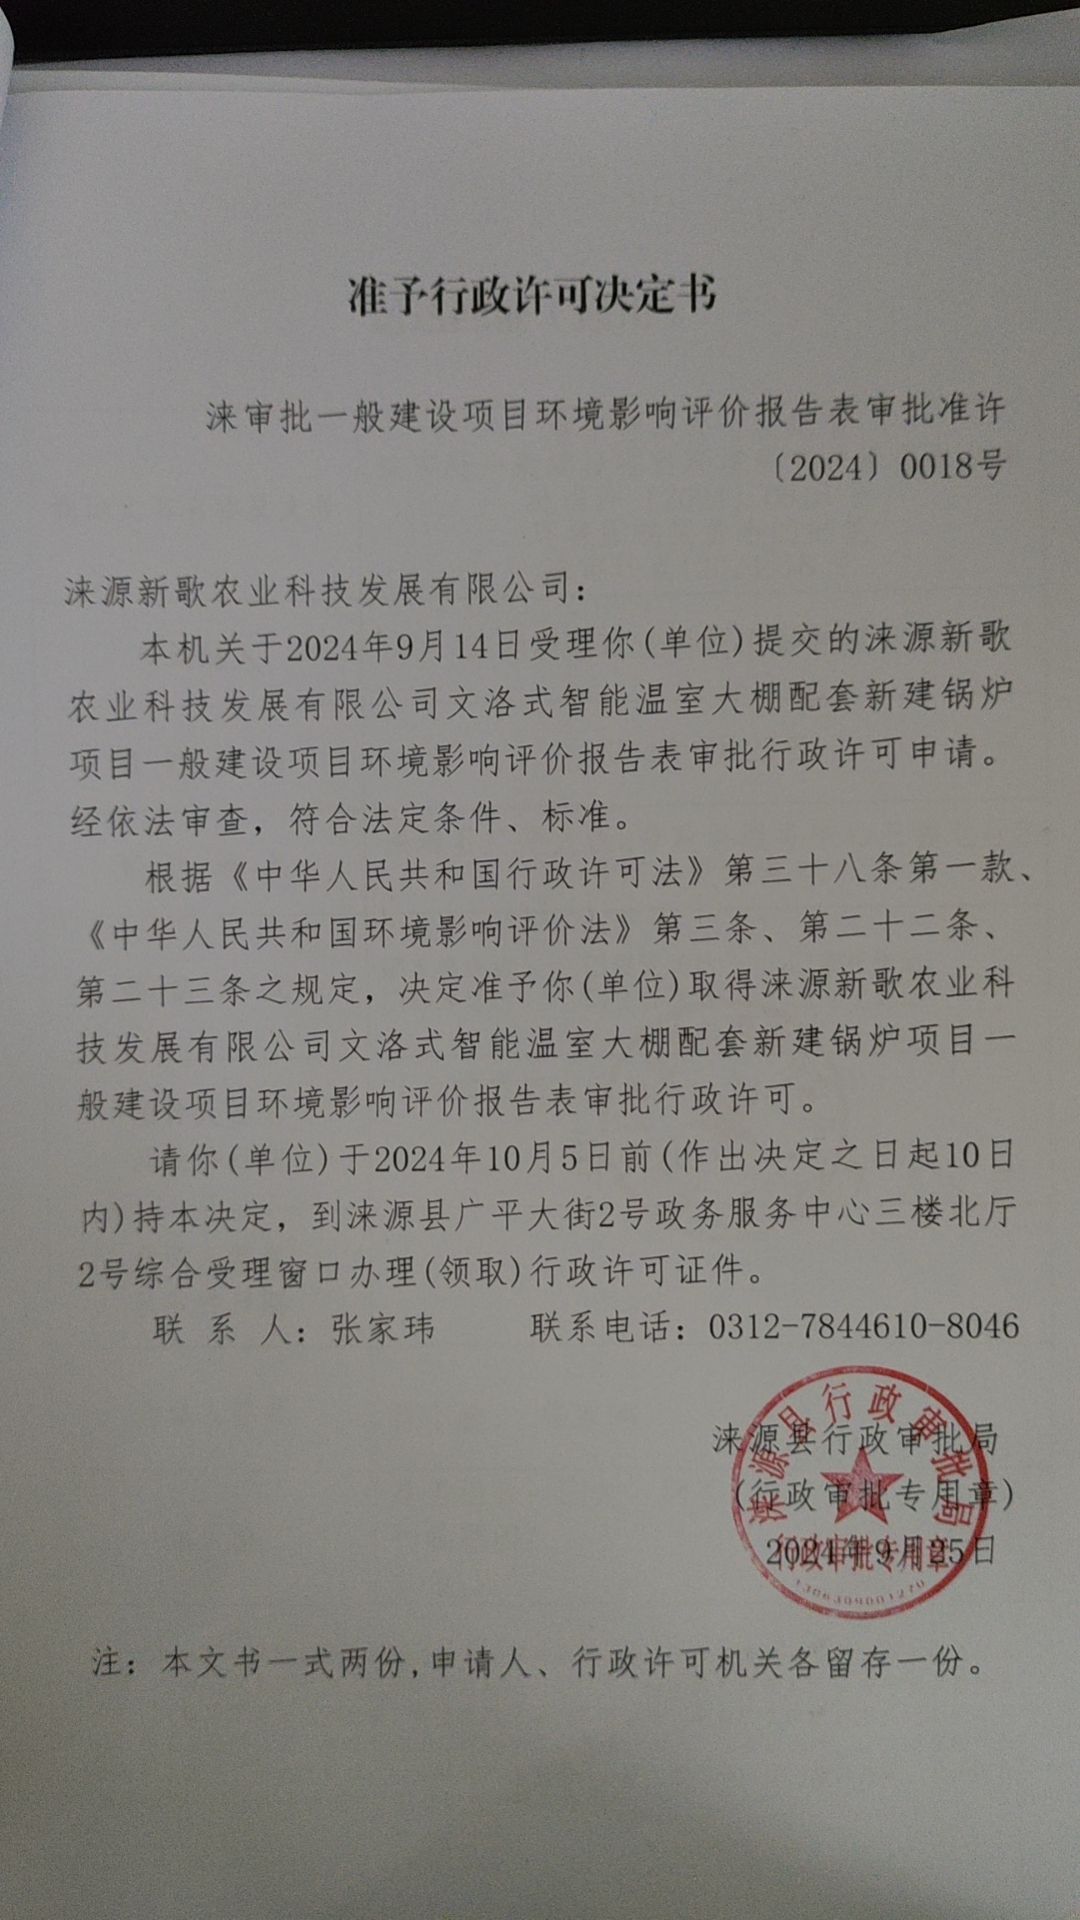 准予行政许可决定书
涞审批一般建设项目环境影响评价报告表审批准许
〔2024〕0018号
涞源新歌农业科技发展有限公司：
本机关于2024年9月14日受理你(单位)提交的涞源新歌
农业科技发展有限公司文洛式智能温室大棚配套新建锅炉
项目一般建设项目环境影响评价报告表审批行政许可申请。
经依法审查，符合法定条件、标准。
根据《中华人民共和国行政许可法》第三十八条第一款、
《中华人民共和国环境影响评价法》第三条、第二十二条、
第二十三条之规定，决定准予你(单位)取得涞源新歌农业科
技发展有限公司文洛式智能温室大棚配套新建锅炉项目一
般建设项目环境影响评价报告表审批行政许可。
请你(单位)于2024年10月5日前(作出决定之日起10日
内)持本决定，到涞源县广平大街2号政务服务中心三楼北厅
2号综合受理窗口办理(领取)行政许可证件。
联 系 人：张家玮 联系电话：0312-7844610-8046
涞源县行政审批局
(行政审批专用章)
2024年9月25日
涞源县行政审批局
行政审批专用章
1306309001270
注：本文书一式两份,申请人、行政许可机关各留存一份。